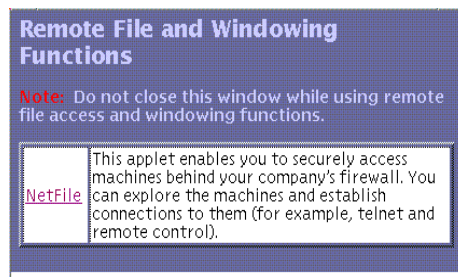 Remote File and Windowing
Functions
Note: Do not close this window while using remote
file access and windowing functions.
NetFile
This applet enables you to securely access
machines behind your company's firewall. You
can explore the machines and establish
connections to them (for example, telnet and
remote control).